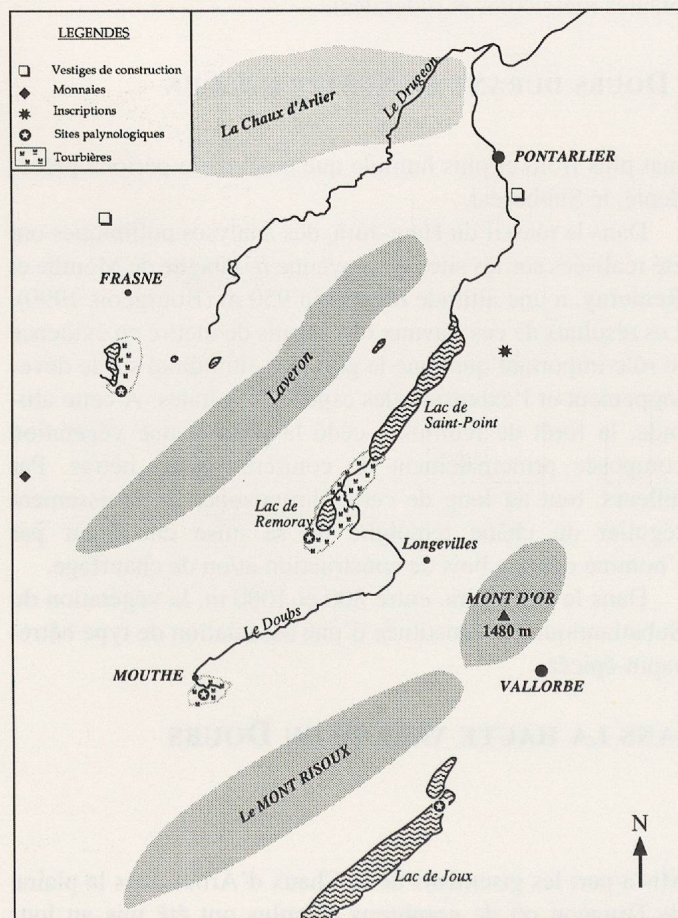 LEGENDES
Vestiges de construction
Monnaies
Inscriptions
Sites palynologiques
Tourbières
La Chaux d'Arlier
Le Drugeon
PONTARLIER
FRASNE
Laveron
Lac de
Saint-Point
Lac de
Remoray
Longevilles
MONT D'OR
1480 m
Le Doubs
MOUTHE
VALLORBE
Le MONT RISOUX
N
Lac de Joux